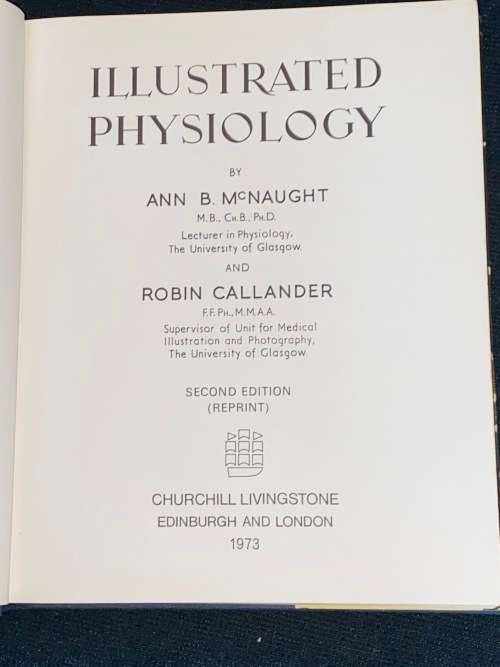 ILLUSTRATED
PHYSIOLOGY
BY
ANN B. McNAUGHT
M.B., Ch.B., Ph.D.
Lecturer in Physiology,
The University of Glasgow.
AND
ROBIN CALLANDER
F.F.Ph., M.M.A.A.
Supervisor of Unit for Medical
Illustration and Photography,
The University of Glasgow.
SECOND EDITION
(REPRINT)
CHURCHILL LIVINGSTONE
EDINBURGH AND LONDON
1973